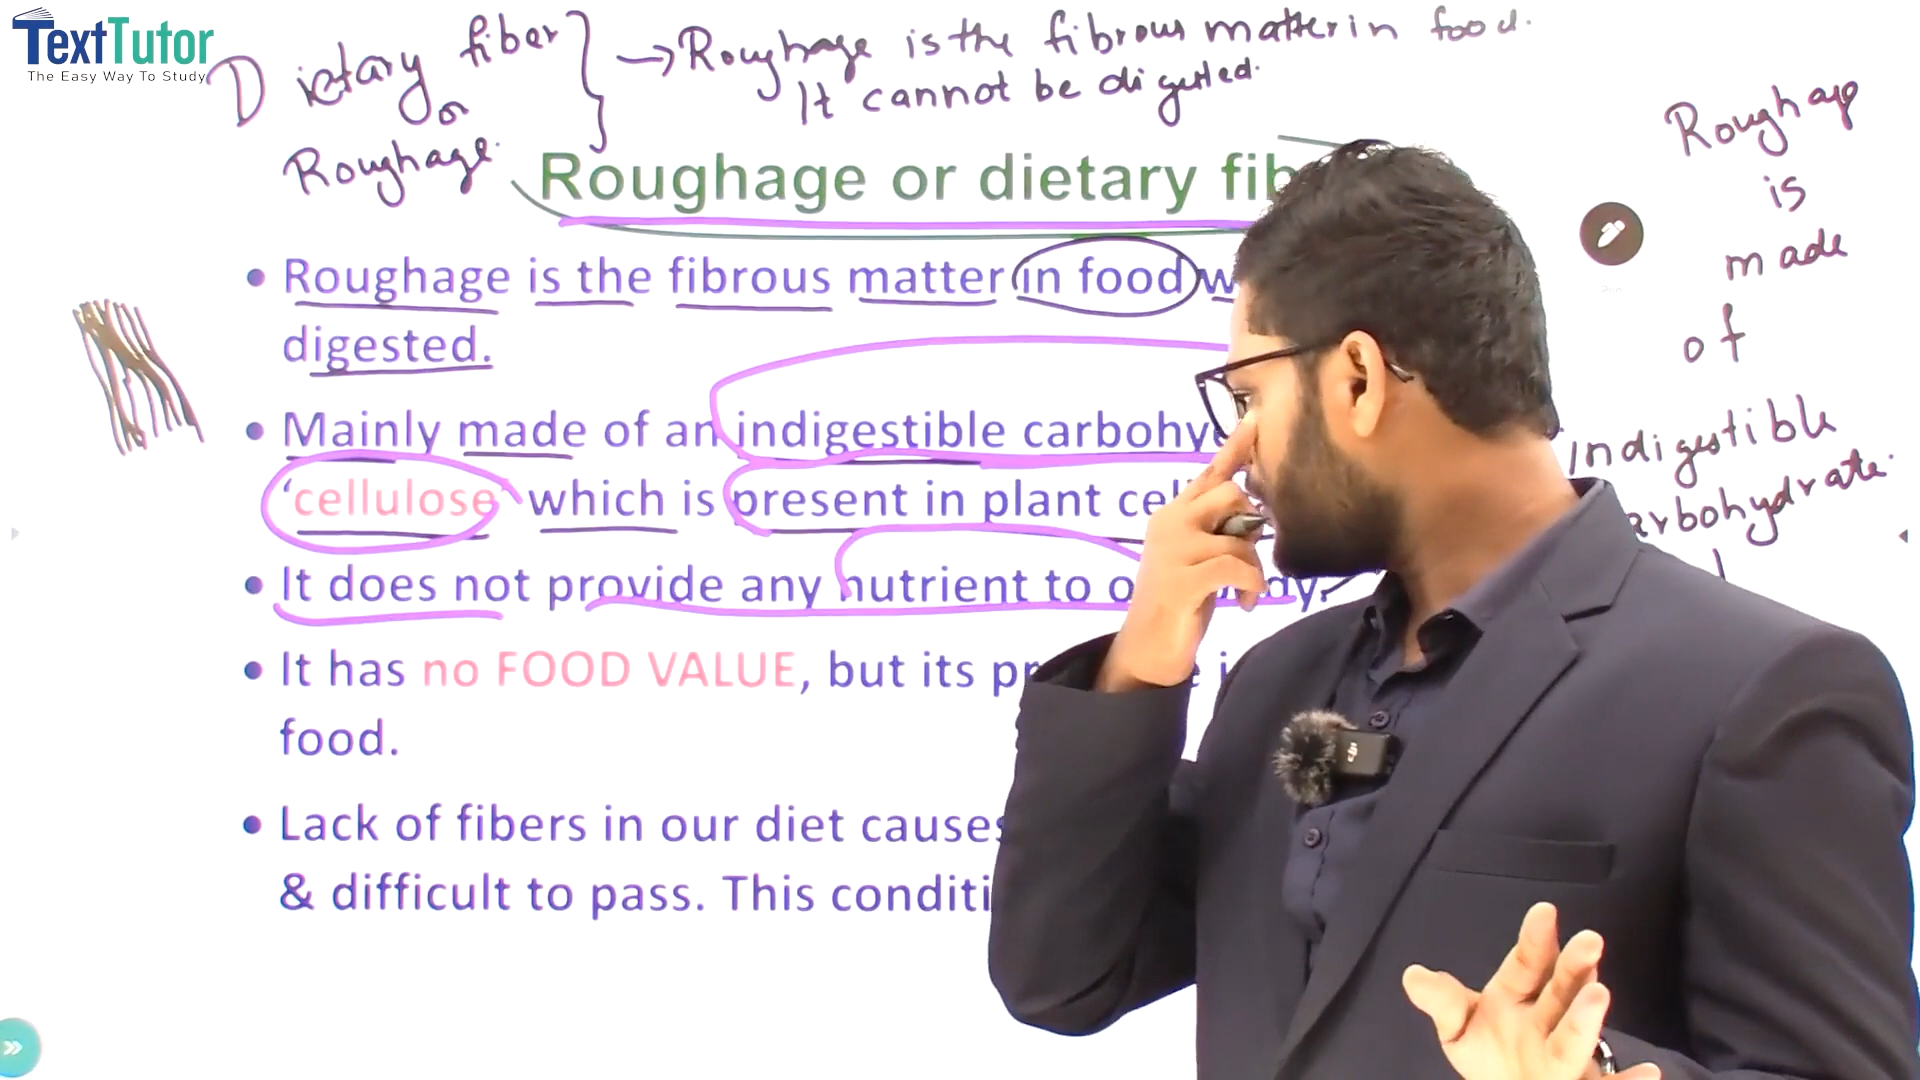 TextTutor
The Easy Way To Study
Dietary fiber
or
Roughage.
→ Roughage is the fibrous matter in food.
It cannot be digested.
Roughage or dietary fib
• Roughage is the fibrous matter in food w
digested.
• Mainly made of an indigestible carbohy
‘cellulose’ which is present in plant cel
• It does not provide any nutrient to o dy.
• It has no FOOD VALUE, but its pr e i
food.
• Lack of fibers in our diet causes
& difficult to pass. This conditi
Roughage
is
made
of
Indigestible
arbohydrate.